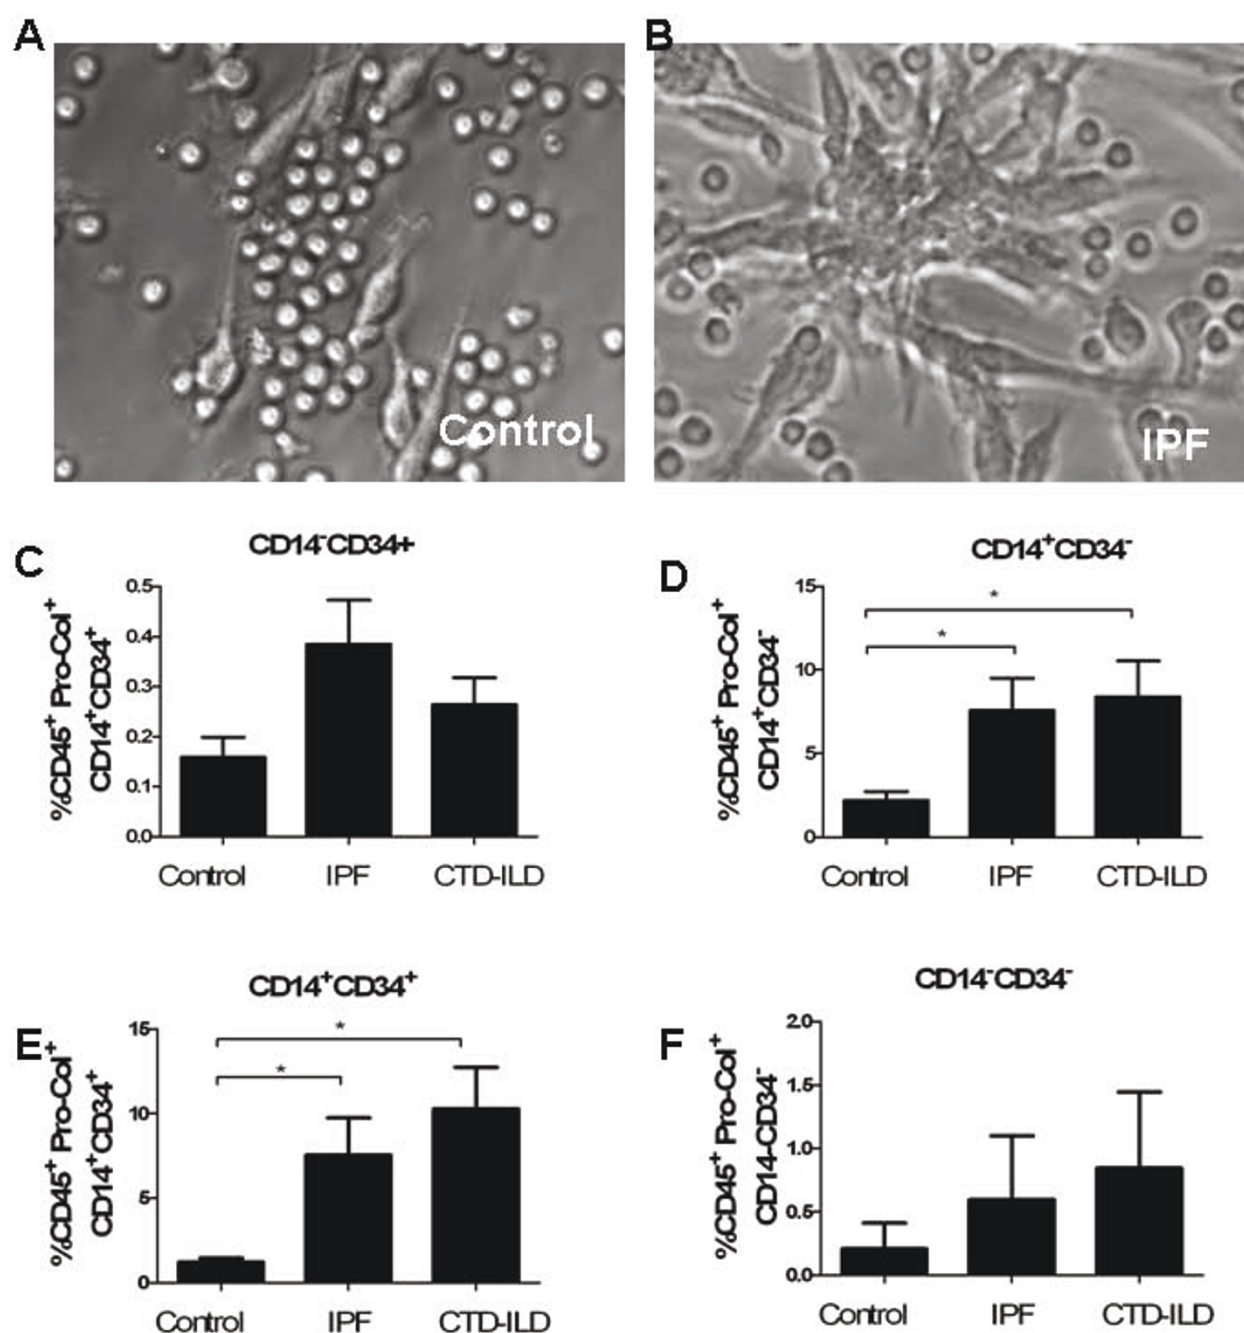 A
B
Control
IPF
C
CD14⁻CD34+
%CD45⁺ Pro-Col⁺
CD14⁺CD34⁺
0.5
0.4
0.3
0.2
0.1
0.0
Control IPF CTD-ILD
D
CD14⁺CD34⁻
%CD45⁺ Pro-Col⁺
CD14⁺CD34⁻
15
10
5
0
*
*
Control IPF CTD-ILD
E
CD14⁺CD34⁺
%CD45⁺ Pro-Col⁺
CD14⁺CD34⁺
15
10
5
0
*
*
Control IPF CTD-ILD
F
CD14⁻CD34⁻
%CD45⁺ Pro-Col⁺
CD14-CD34⁻
2.0
1.5
1.0
0.5
0.0
Control IPF CTD-ILD